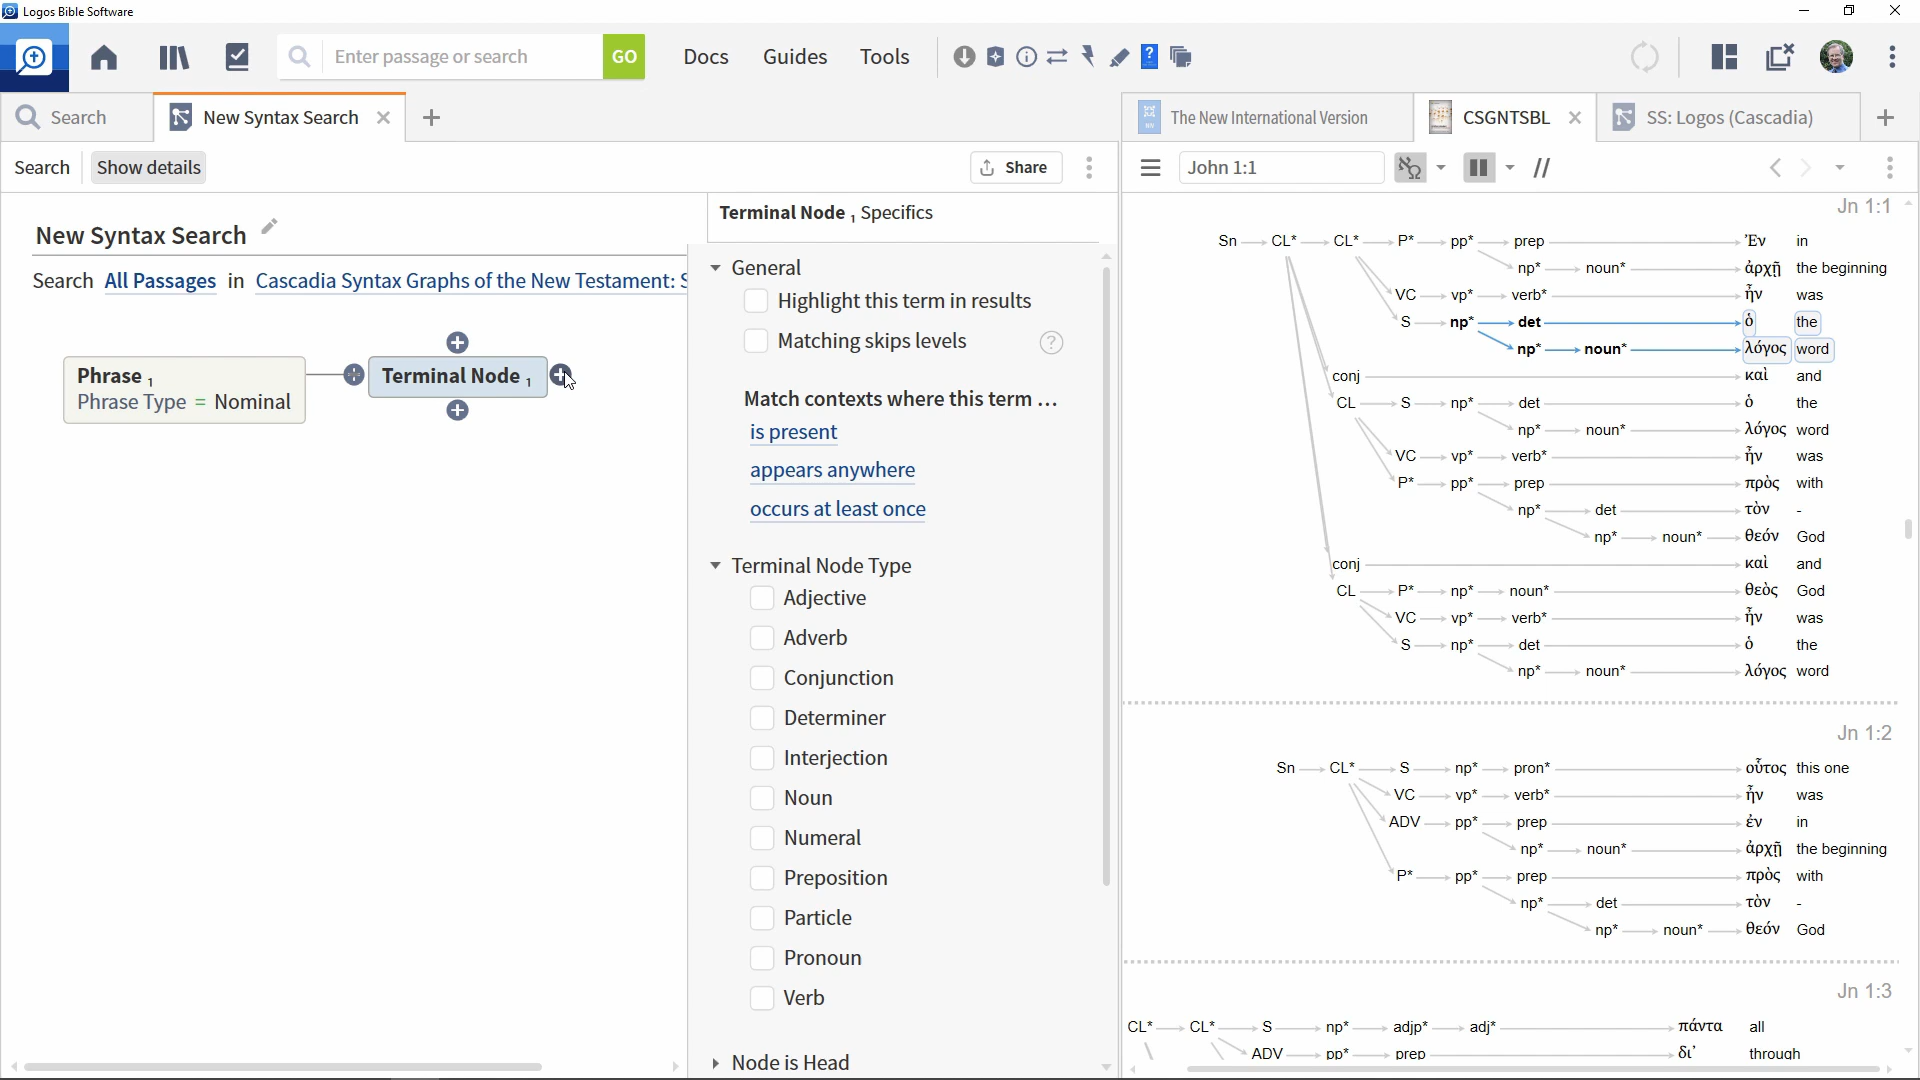 Logos Bible Software
Enter passage or search
GO
Docs
Guides
Tools
Search
New Syntax Search
The New International Version
CSGNTSBL
SS: Logos (Cascadia)
Search
Show details
Share
John 1:1
New Syntax Search
Search All Passages in Cascadia Syntax Graphs of the New Testament: S
Phrase 1
Phrase Type = Nominal
Terminal Node 1
Terminal Node 1 Specifics
General
Highlight this term in results
Matching skips levels
?
Match contexts where this term ...
is present
appears anywhere
occurs at least once
Terminal Node Type
Adjective
Adverb
Conjunction
Determiner
Interjection
Noun
Numeral
Preposition
Particle
Pronoun
Verb
Node is Head
Jn 1:1
Sn CL* CL* P* pp* prep Ἐν in
np* noun* ἀρχῇ the beginning
VC vp* verb* ἦν was
S np* det ὁ the
np* noun* λόγος word
conj καὶ and
CL S np* det ὁ the
np* noun* λόγος word
VC vp* verb* ἦν was
P* pp* prep πρὸς with
np* det τὸν -
np* noun* θεόν God
conj καὶ and
CL P* np* noun* θεὸς God
VC vp* verb* ἦν was
S np* det ὁ the
np* noun* λόγος word
Jn 1:2
Sn CL* S np* pron* οὗτος this one
VC vp* verb* ἦν was
ADV pp* prep ἐν in
np* noun* ἀρχῇ the beginning
P* pp* prep πρὸς with
np* det τὸν -
np* noun* θεόν God
Jn 1:3
CL* CL* S np* adjp* adj* πάντα all
ADV pp* prep δι’ through